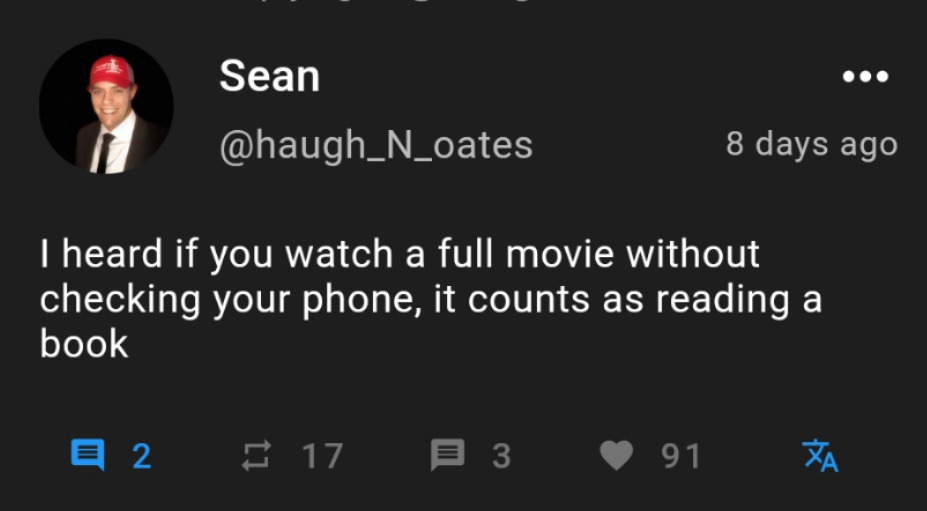 Sean
@haugh_N_oates
8 days ago
I heard if you watch a full movie without
checking your phone, it counts as reading a
book
2 17 3 91